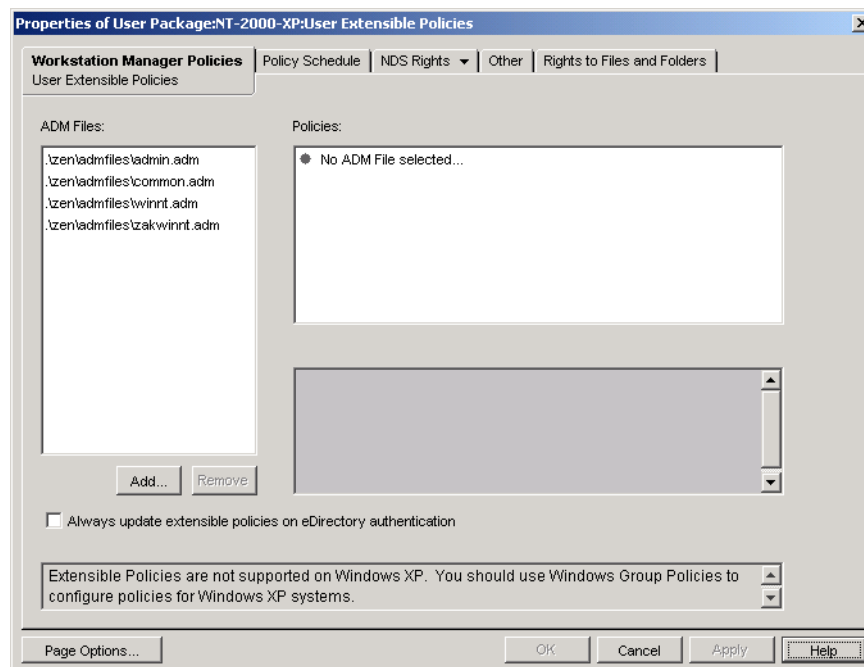 Properties of User Package:NT-2000-XP:User Extensible Policies
Workstation Manager Policies
User Extensible Policies
Policy Schedule
NDS Rights
Other
Rights to Files and Folders
ADM Files:
Policies:
.\zen\admfiles\admin.adm
.\zen\admfiles\common.adm
.\zen\admfiles\winnt.adm
.\zen\admfiles\zakwinnt.adm
No ADM File selected...
Add...
Remove
Always update extensible policies on eDirectory authentication
Extensible Policies are not supported on Windows XP. You should use Windows Group Policies to
configure policies for Windows XP systems.
Page Options...
OK
Cancel
Apply
Help